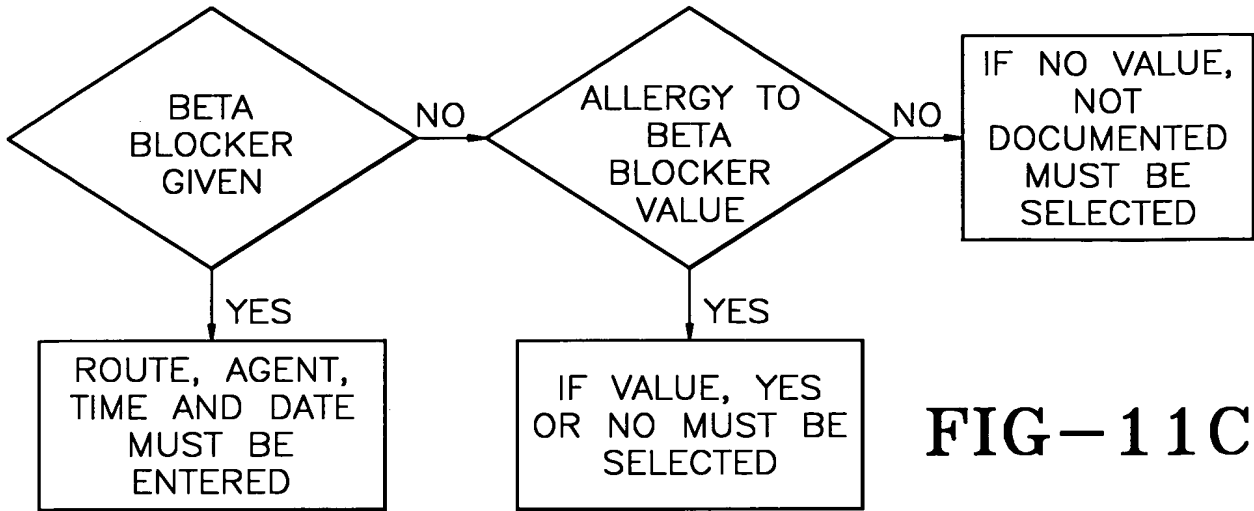 BETA
BLOCKER
GIVEN
NO
ALLERGY TO
BETA
BLOCKER
VALUE
NO
IF NO VALUE,
NOT
DOCUMENTED
MUST BE
SELECTED
YES
ROUTE, AGENT,
TIME AND DATE
MUST BE
ENTERED
YES
IF VALUE, YES
OR NO MUST BE
SELECTED
FIG-11C